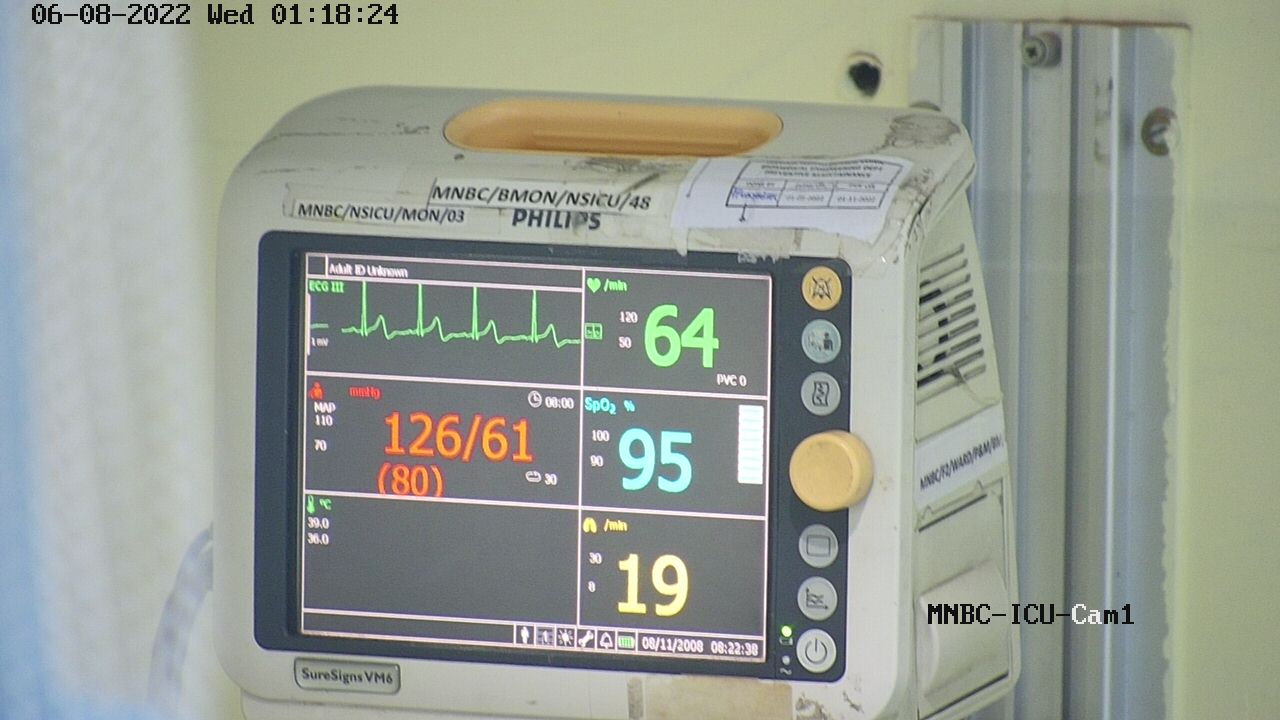 06-08-2022 Wed 01:18:24
MNBC/BMON/NSICU/48
MNBC/NSICU/MON/03
PHILIPS
Adult ID Unknown
ECG III
1 mV
/min
120
50
64
PVC 0
mmHg
08:00
MAP
110
70
126/61
(80)
30
SpO₂ %
100
90
95
°C
39.0
36.0
/min
30
8
19
08/11/2008 08:22:38
SureSigns VM6
MNBC-ICU-Cam1